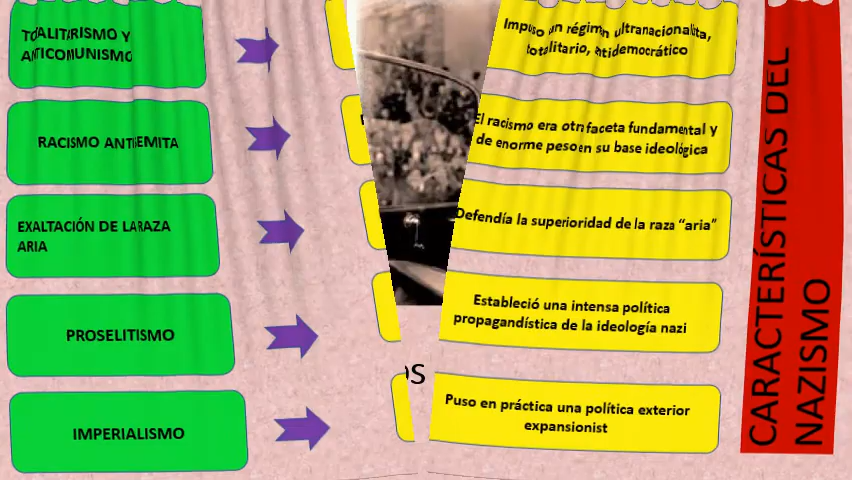 TOTALITARISMO Y
ANTICOMUNISMO
Impuso un régimen ultranacionalita,
totalitario, antidemocrático
RACISMO ANTISEMITA
El racismo era otra faceta fundamental y
de enorme peso en su base ideológica
EXALTACIÓN DE LA RAZA
ARIA
Defendía la superioridad de la raza “aria”
PROSELITISMO
Estableció una intensa política
propagandística de la ideología nazi
OS
IMPERIALISMO
Puso en práctica una política exterior
expansionist
CARACTERÍSTICAS DEL
NAZISMO